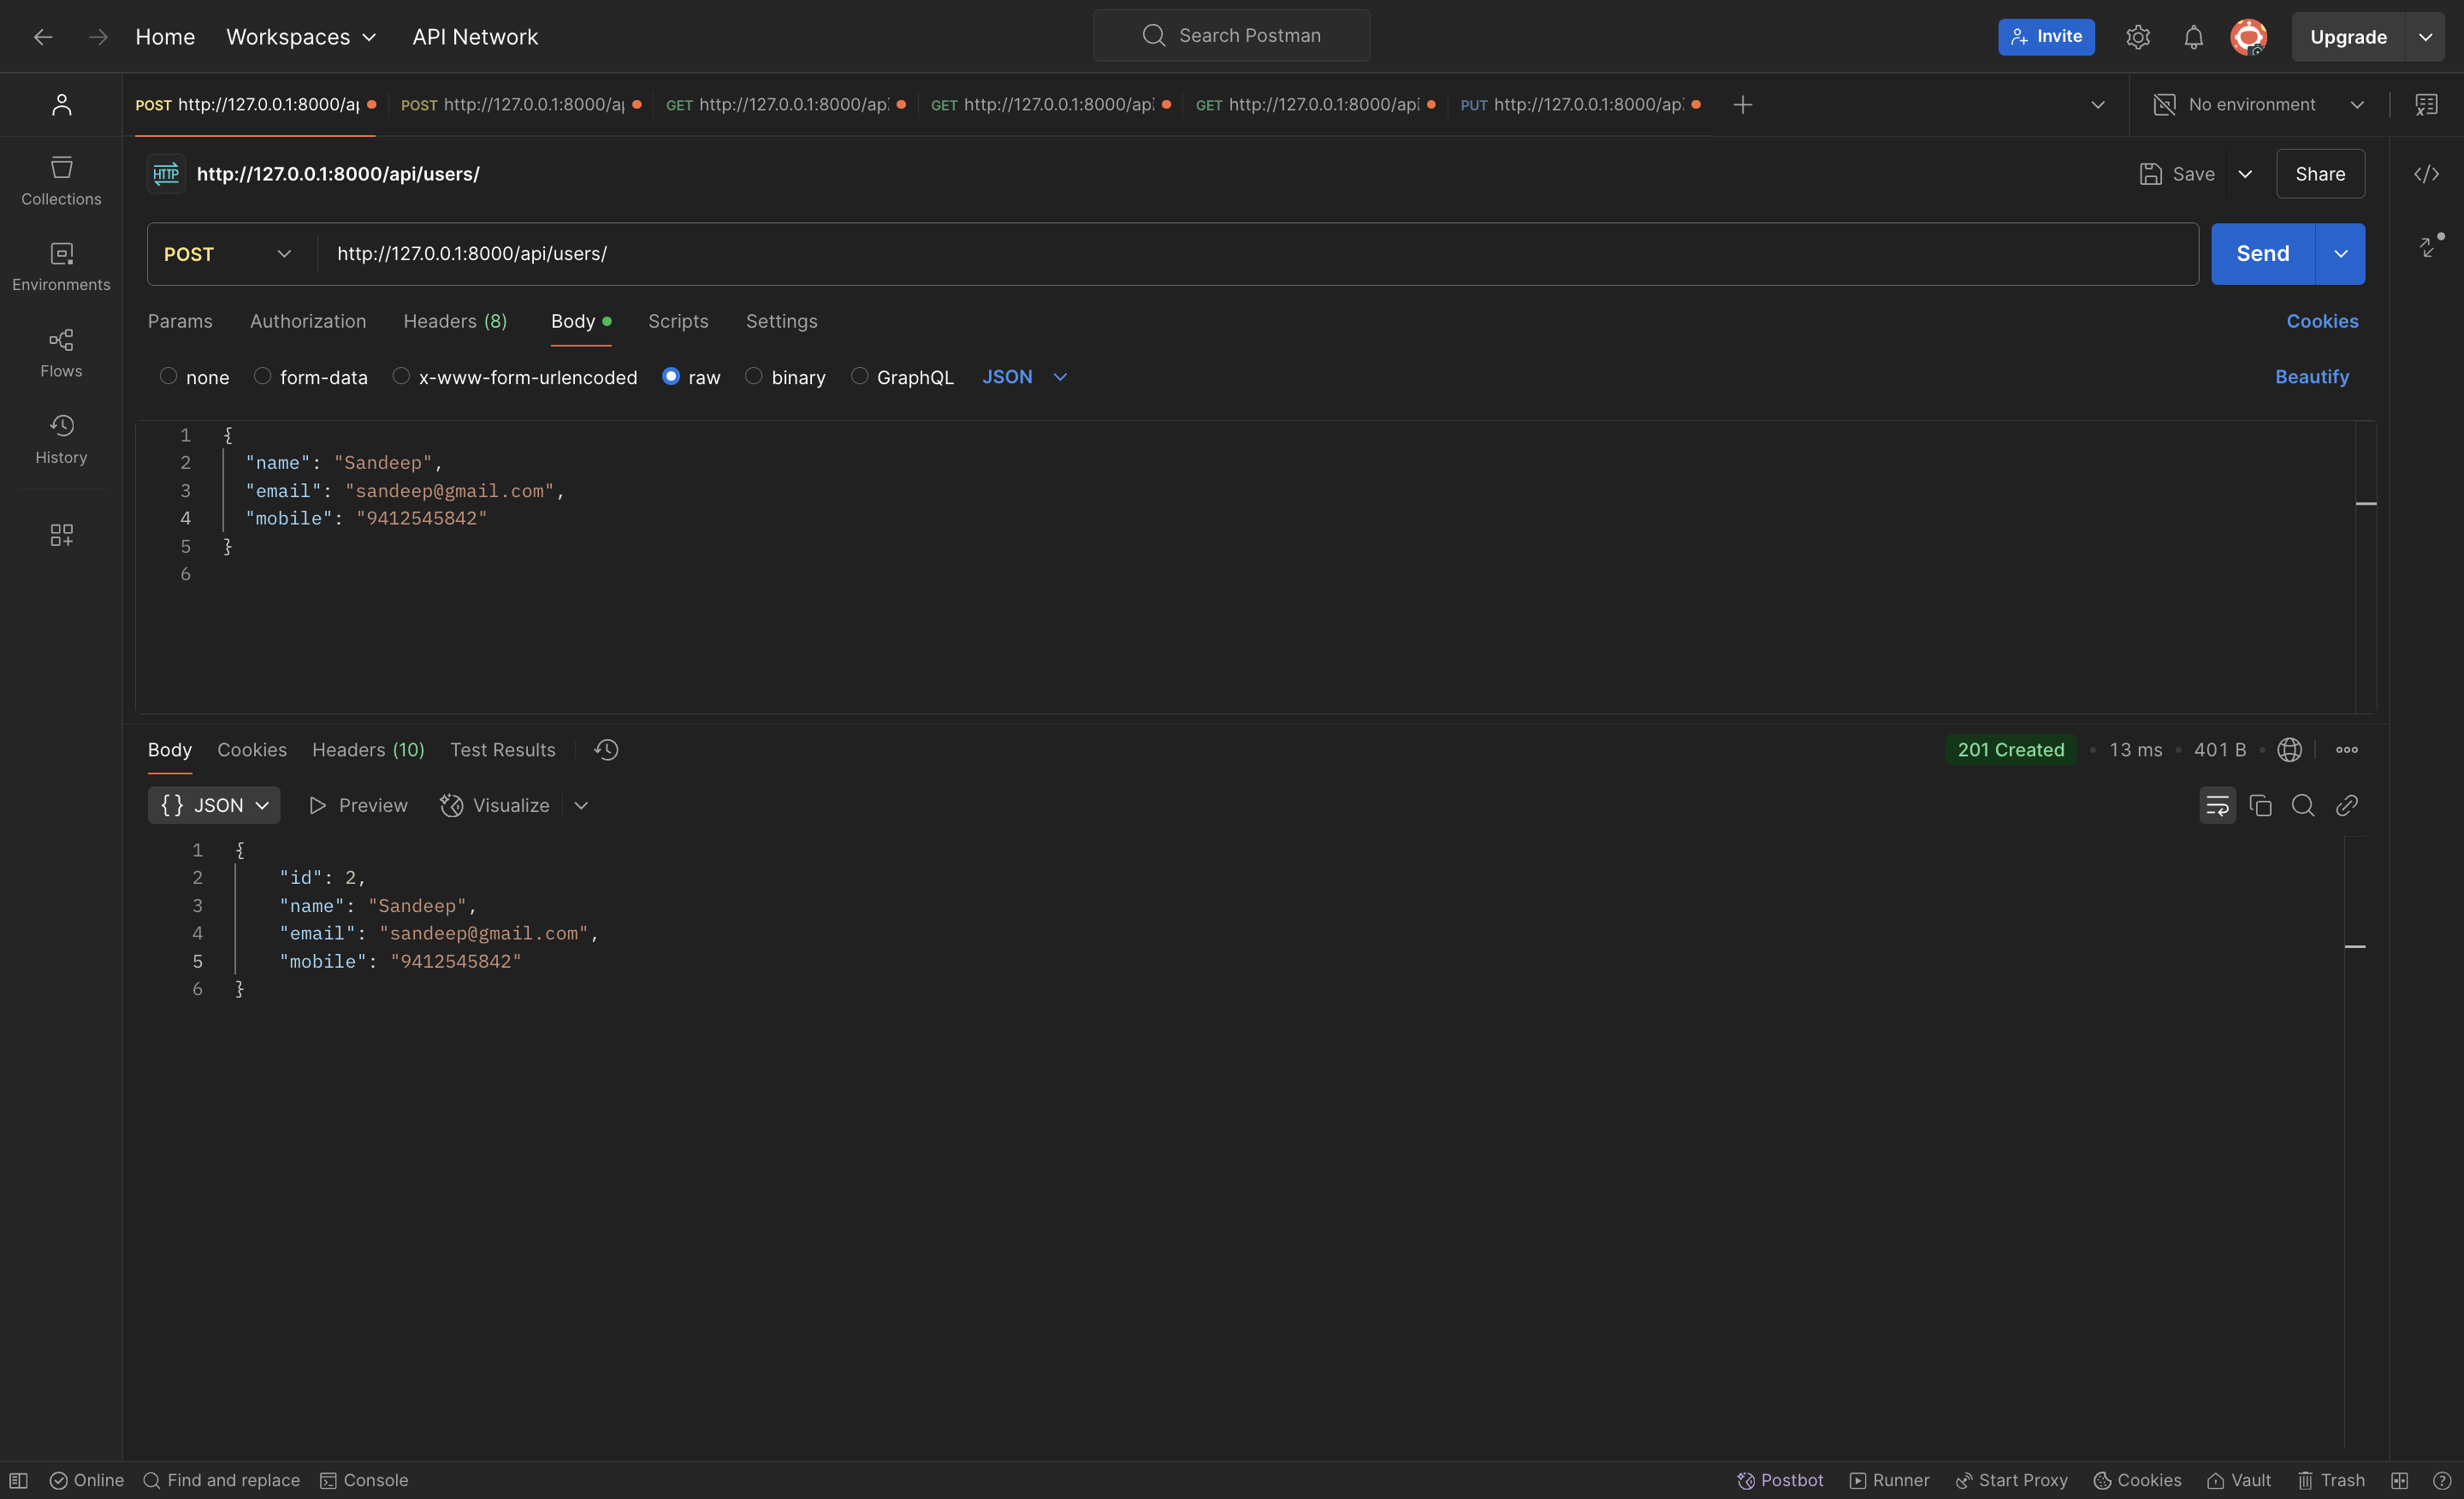 Home Workspaces API Network Search Postman Invite Upgrade
POST http://127.0.0.1:8000/a POST http://127.0.0.1:8000/a GET http://127.0.0.1:8000/api GET http://127.0.0.1:8000/api GET http://127.0.0.1:8000/api PUT http://127.0.0.1:8000/ap No environment
HTTP http://127.0.0.1:8000/api/users/ Save Share
Collections
POST http://127.0.0.1:8000/api/users/ Send
Environments
Params Authorization Headers (8) Body Scripts Settings Cookies
Flows
none form-data x-www-form-urlencoded raw binary GraphQL JSON Beautify
History
1 {
2 "name": "Sandeep",
3 "email": "sandeep@gmail.com",
4 "mobile": "9412545842"
5 }
6
Body Cookies Headers (10) Test Results 201 Created • 13 ms • 401 B •
{} JSON Preview Visualize
1 {
2 "id": 2,
3 "name": "Sandeep",
4 "email": "sandeep@gmail.com",
5 "mobile": "9412545842"
6 }
Online Find and replace Console Postbot Runner Start Proxy Cookies Vault Trash